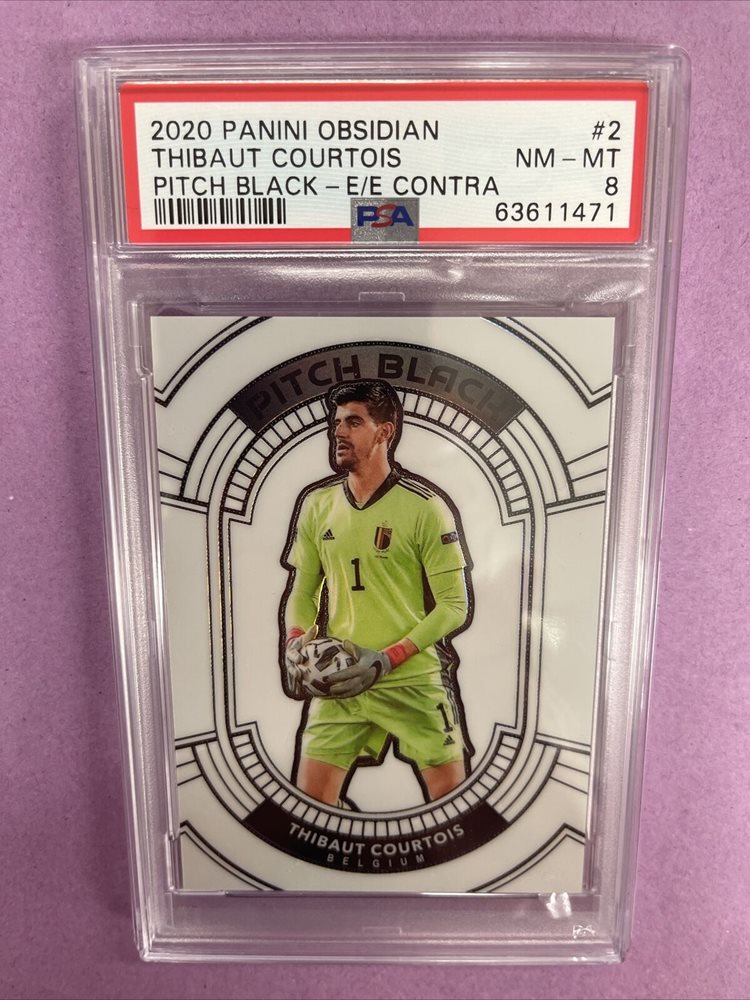 2020 PANINI OBSIDIAN #2
THIBAUT COURTOIS NM - MT
PITCH BLACK - E/E CONTRA 8
PSA 63611471
PITCH BLACK
1
1
THIBAUT COURTOIS
BELGIUM